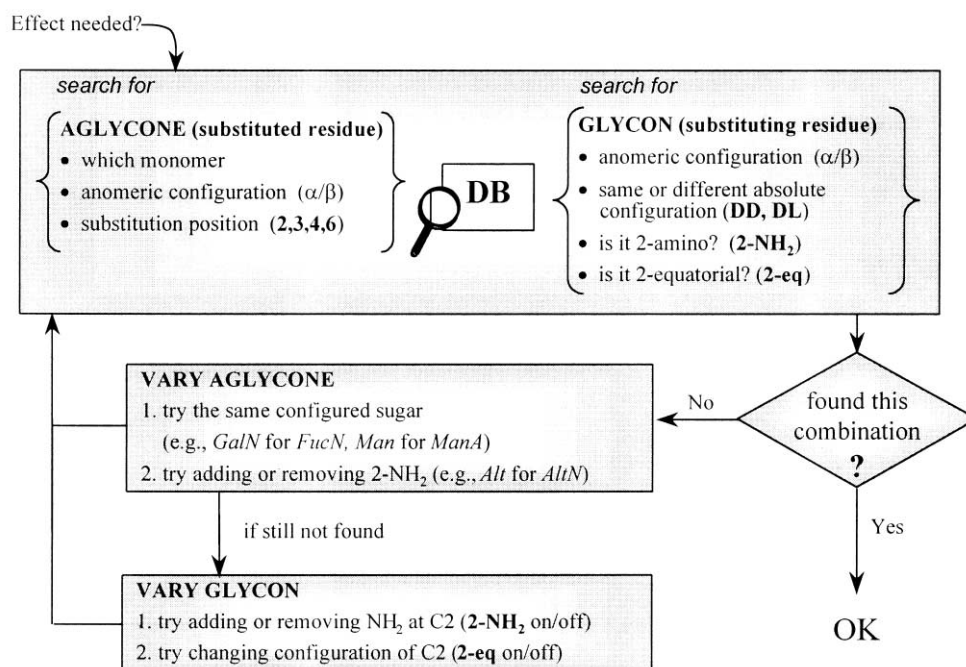 Effect needed?
search for
AGLYCONE (substituted residue)
• which monomer
• anomeric configuration (α/β)
• substitution position (2,3,4,6)
DB
search for
GLYCON (substituting residue)
• anomeric configuration (α/β)
• same or different absolute
configuration (DD, DL)
• is it 2-amino? (2-NH₂)
• is it 2-equatorial? (2-eq)
found this
combination
?
No
Yes
OK
VARY AGLYCONE
1. try the same configured sugar
(e.g., GalN for FucN, Man for ManA)
2. try adding or removing 2-NH₂ (e.g., Alt for AltN)
if still not found
VARY GLYCON
1. try adding or removing NH₂ at C2 (2-NH₂ on/off)
2. try changing configuration of C2 (2-eq on/off)